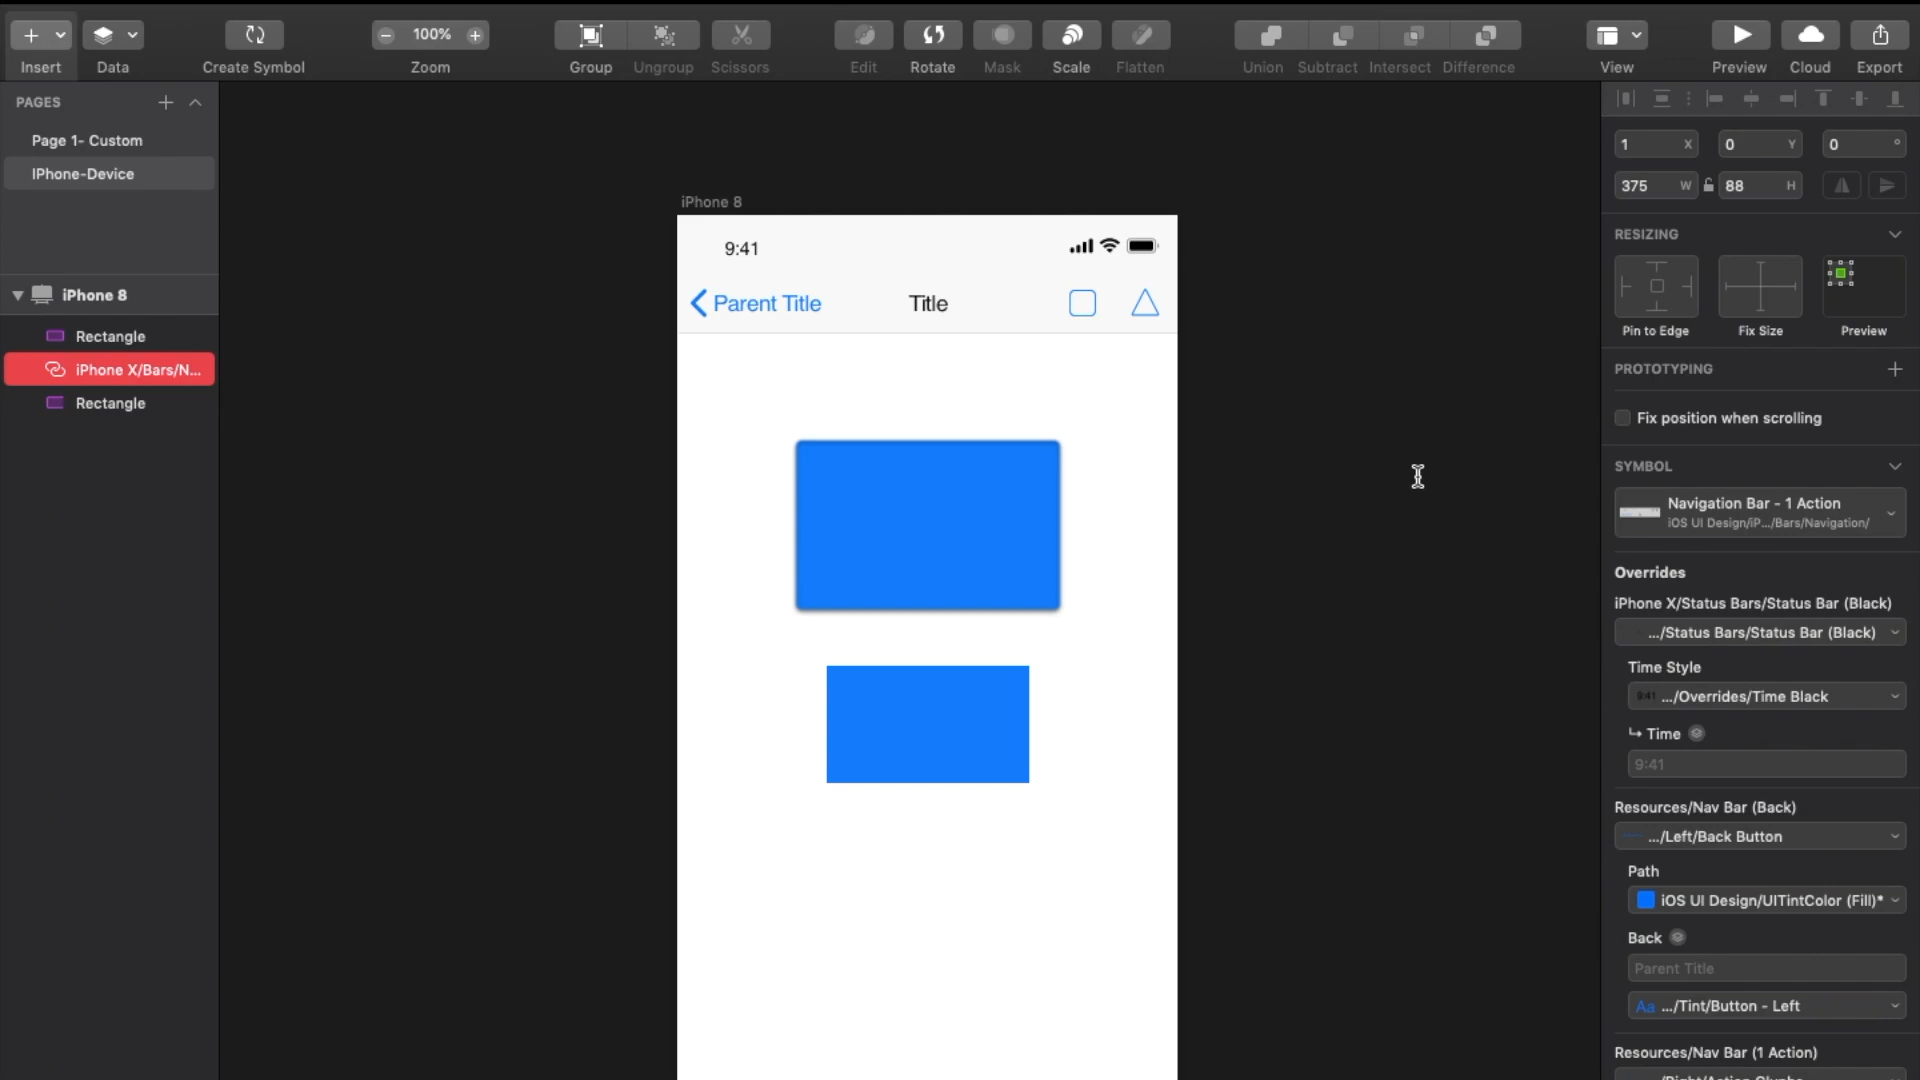 100%
Insert
Data
Create Symbol
Zoom
Group
Ungroup
Scissors
Edit
Rotate
Mask
Scale
Flatten
Union
Subtract
Intersect
Difference
View
Preview
Cloud
Export
PAGES
Page 1- Custom
IPhone-Device
iPhone 8
Rectangle
iPhone X/Bars/N...
Rectangle
iPhone 8
9:41
Parent Title
Title
1 X
0 Y
0 °
375 W
88 H
RESIZING
Pin to Edge
Fix Size
Preview
PROTOTYPING
Fix position when scrolling
SYMBOL
Navigation Bar - 1 Action
iOS UI Design/iP.../Bars/Navigation/
Overrides
iPhone X/Status Bars/Status Bar (Black)
.../Status Bars/Status Bar (Black)
Time Style
9:41 .../Overrides/Time Black
Time
9:41
Resources/Nav Bar (Back)
.../Left/Back Button
Path
iOS UI Design/UITintColor (Fill)*
Back
Parent Title
Aa .../Tint/Button - Left
Resources/Nav Bar (1 Action)